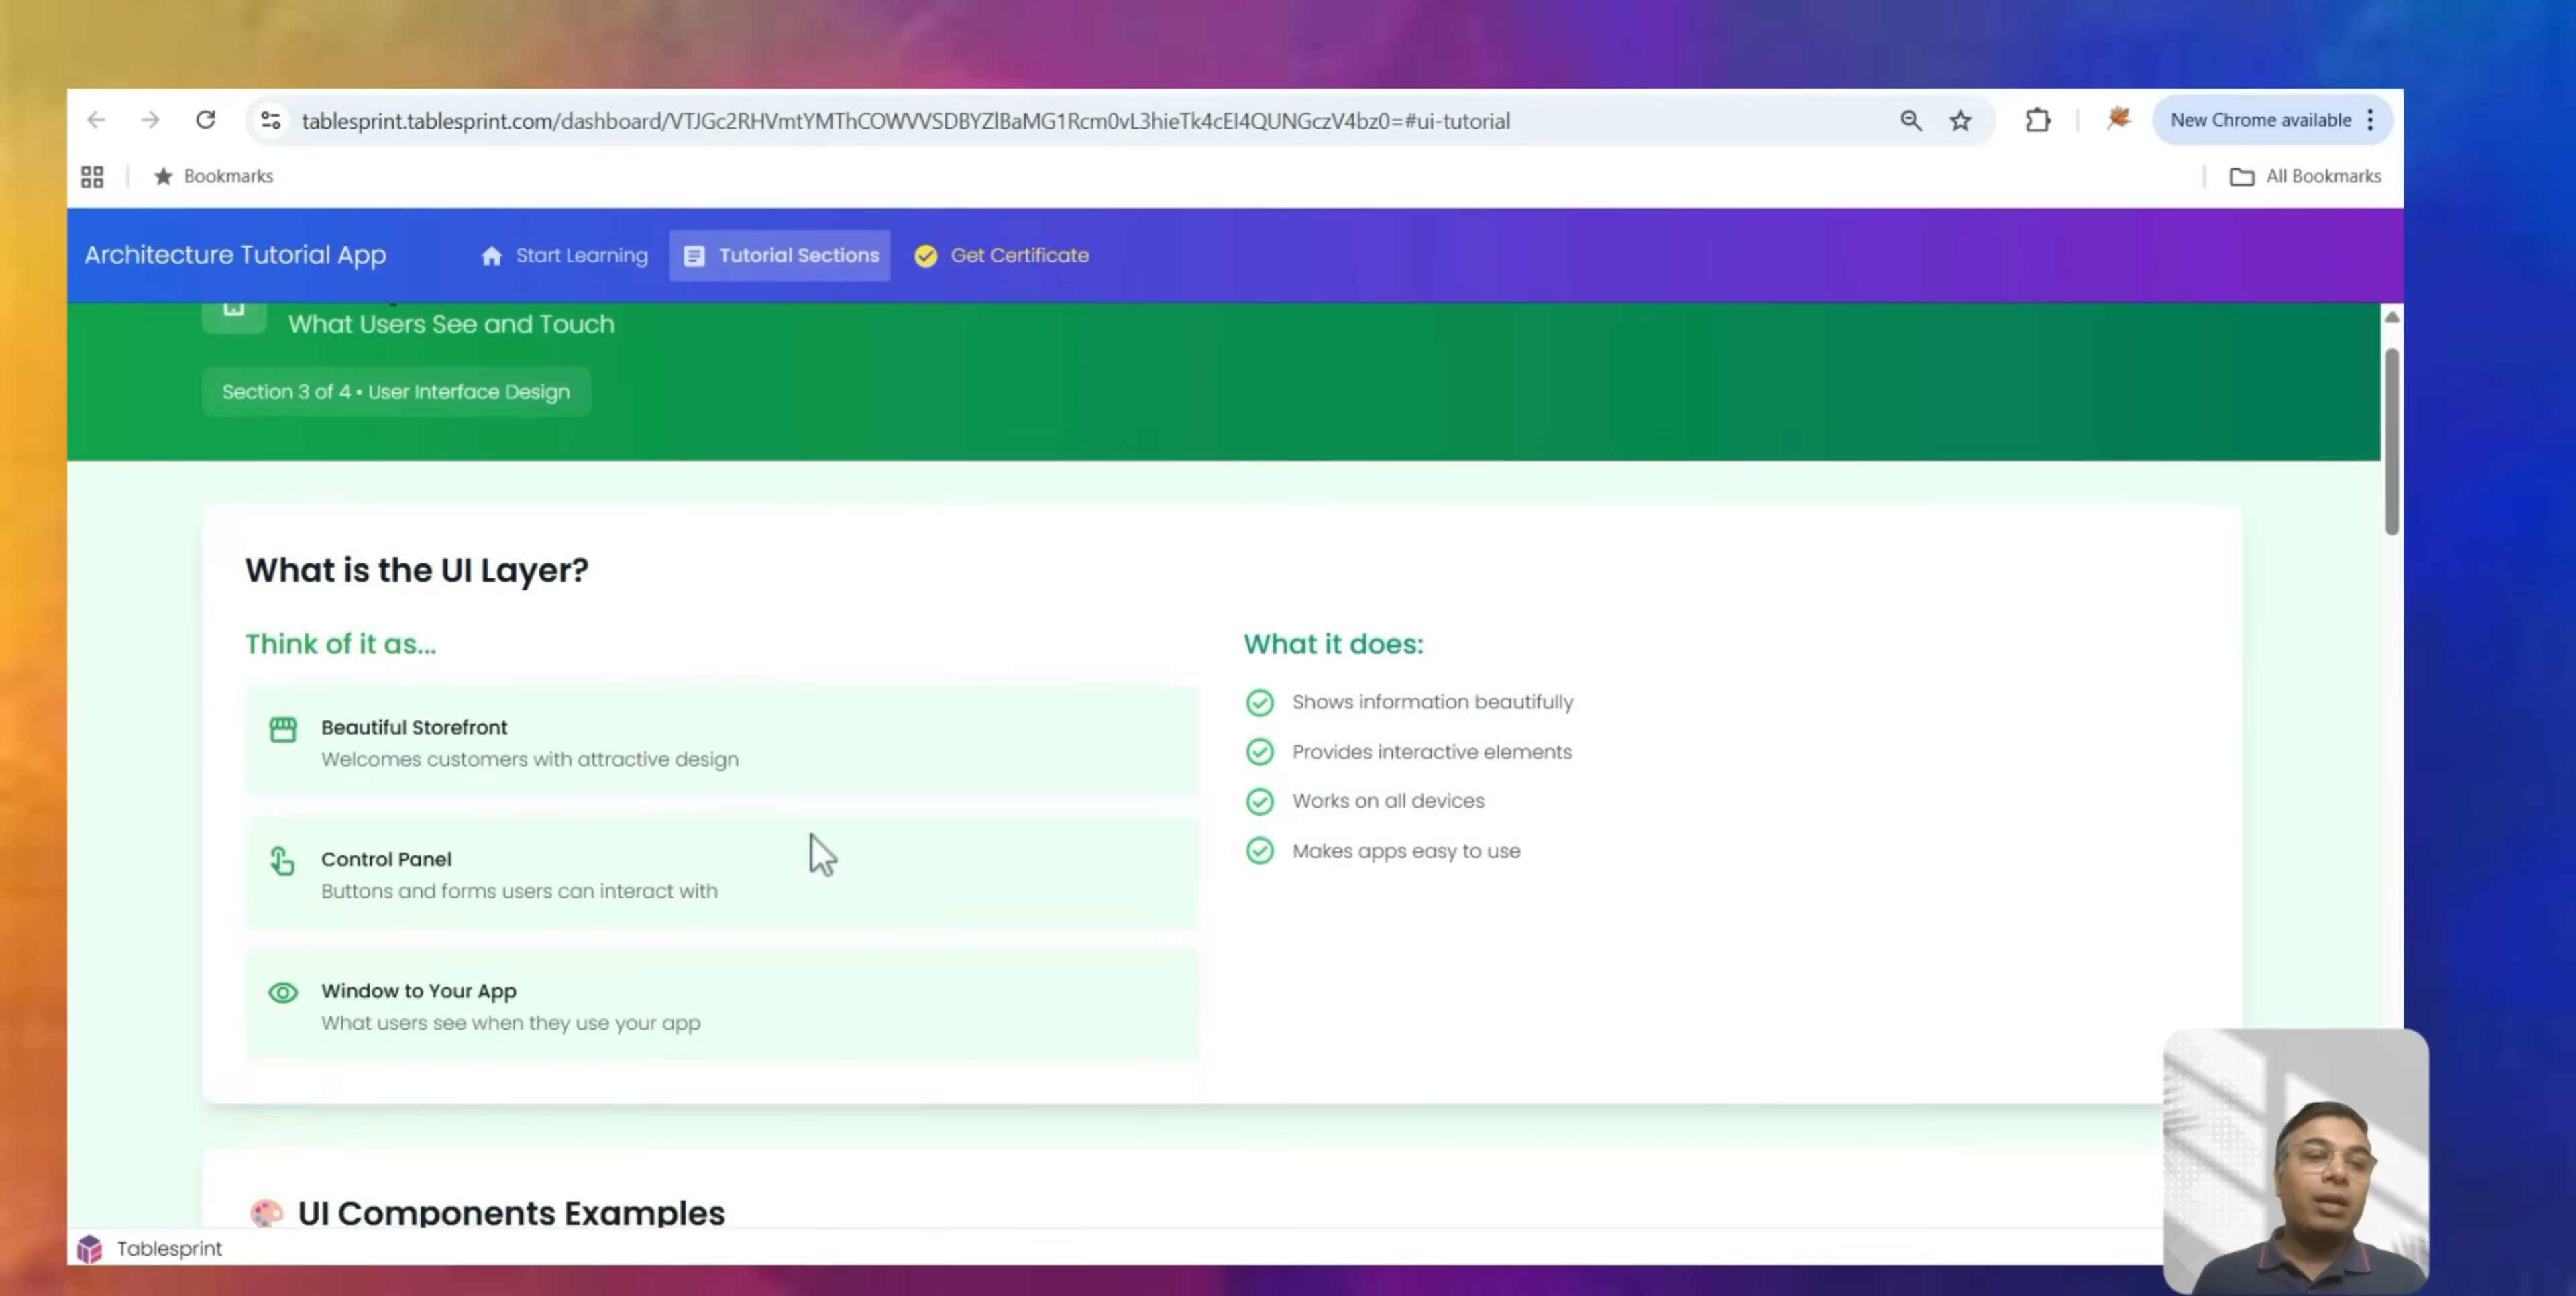 tablesprint.tablesprint.com/dashboard/VTJGc2RHVmtYMThCOWVVSDBYZlBaMG1Rcm0vL3hieTk4cEl4QUNGczV4bz0=#ui-tutorial
New Chrome available
Bookmarks
All Bookmarks
Architecture Tutorial App
Start Learning
Tutorial Sections
Get Certificate
What Users See and Touch
Section 3 of 4 • User Interface Design
What is the UI Layer?
Think of it as...
Beautiful Storefront
Welcomes customers with attractive design
Control Panel
Buttons and forms users can interact with
Window to Your App
What users see when they use your app
What it does:
Shows information beautifully
Provides interactive elements
Works on all devices
Makes apps easy to use
UI Components Examples
Tablesprint